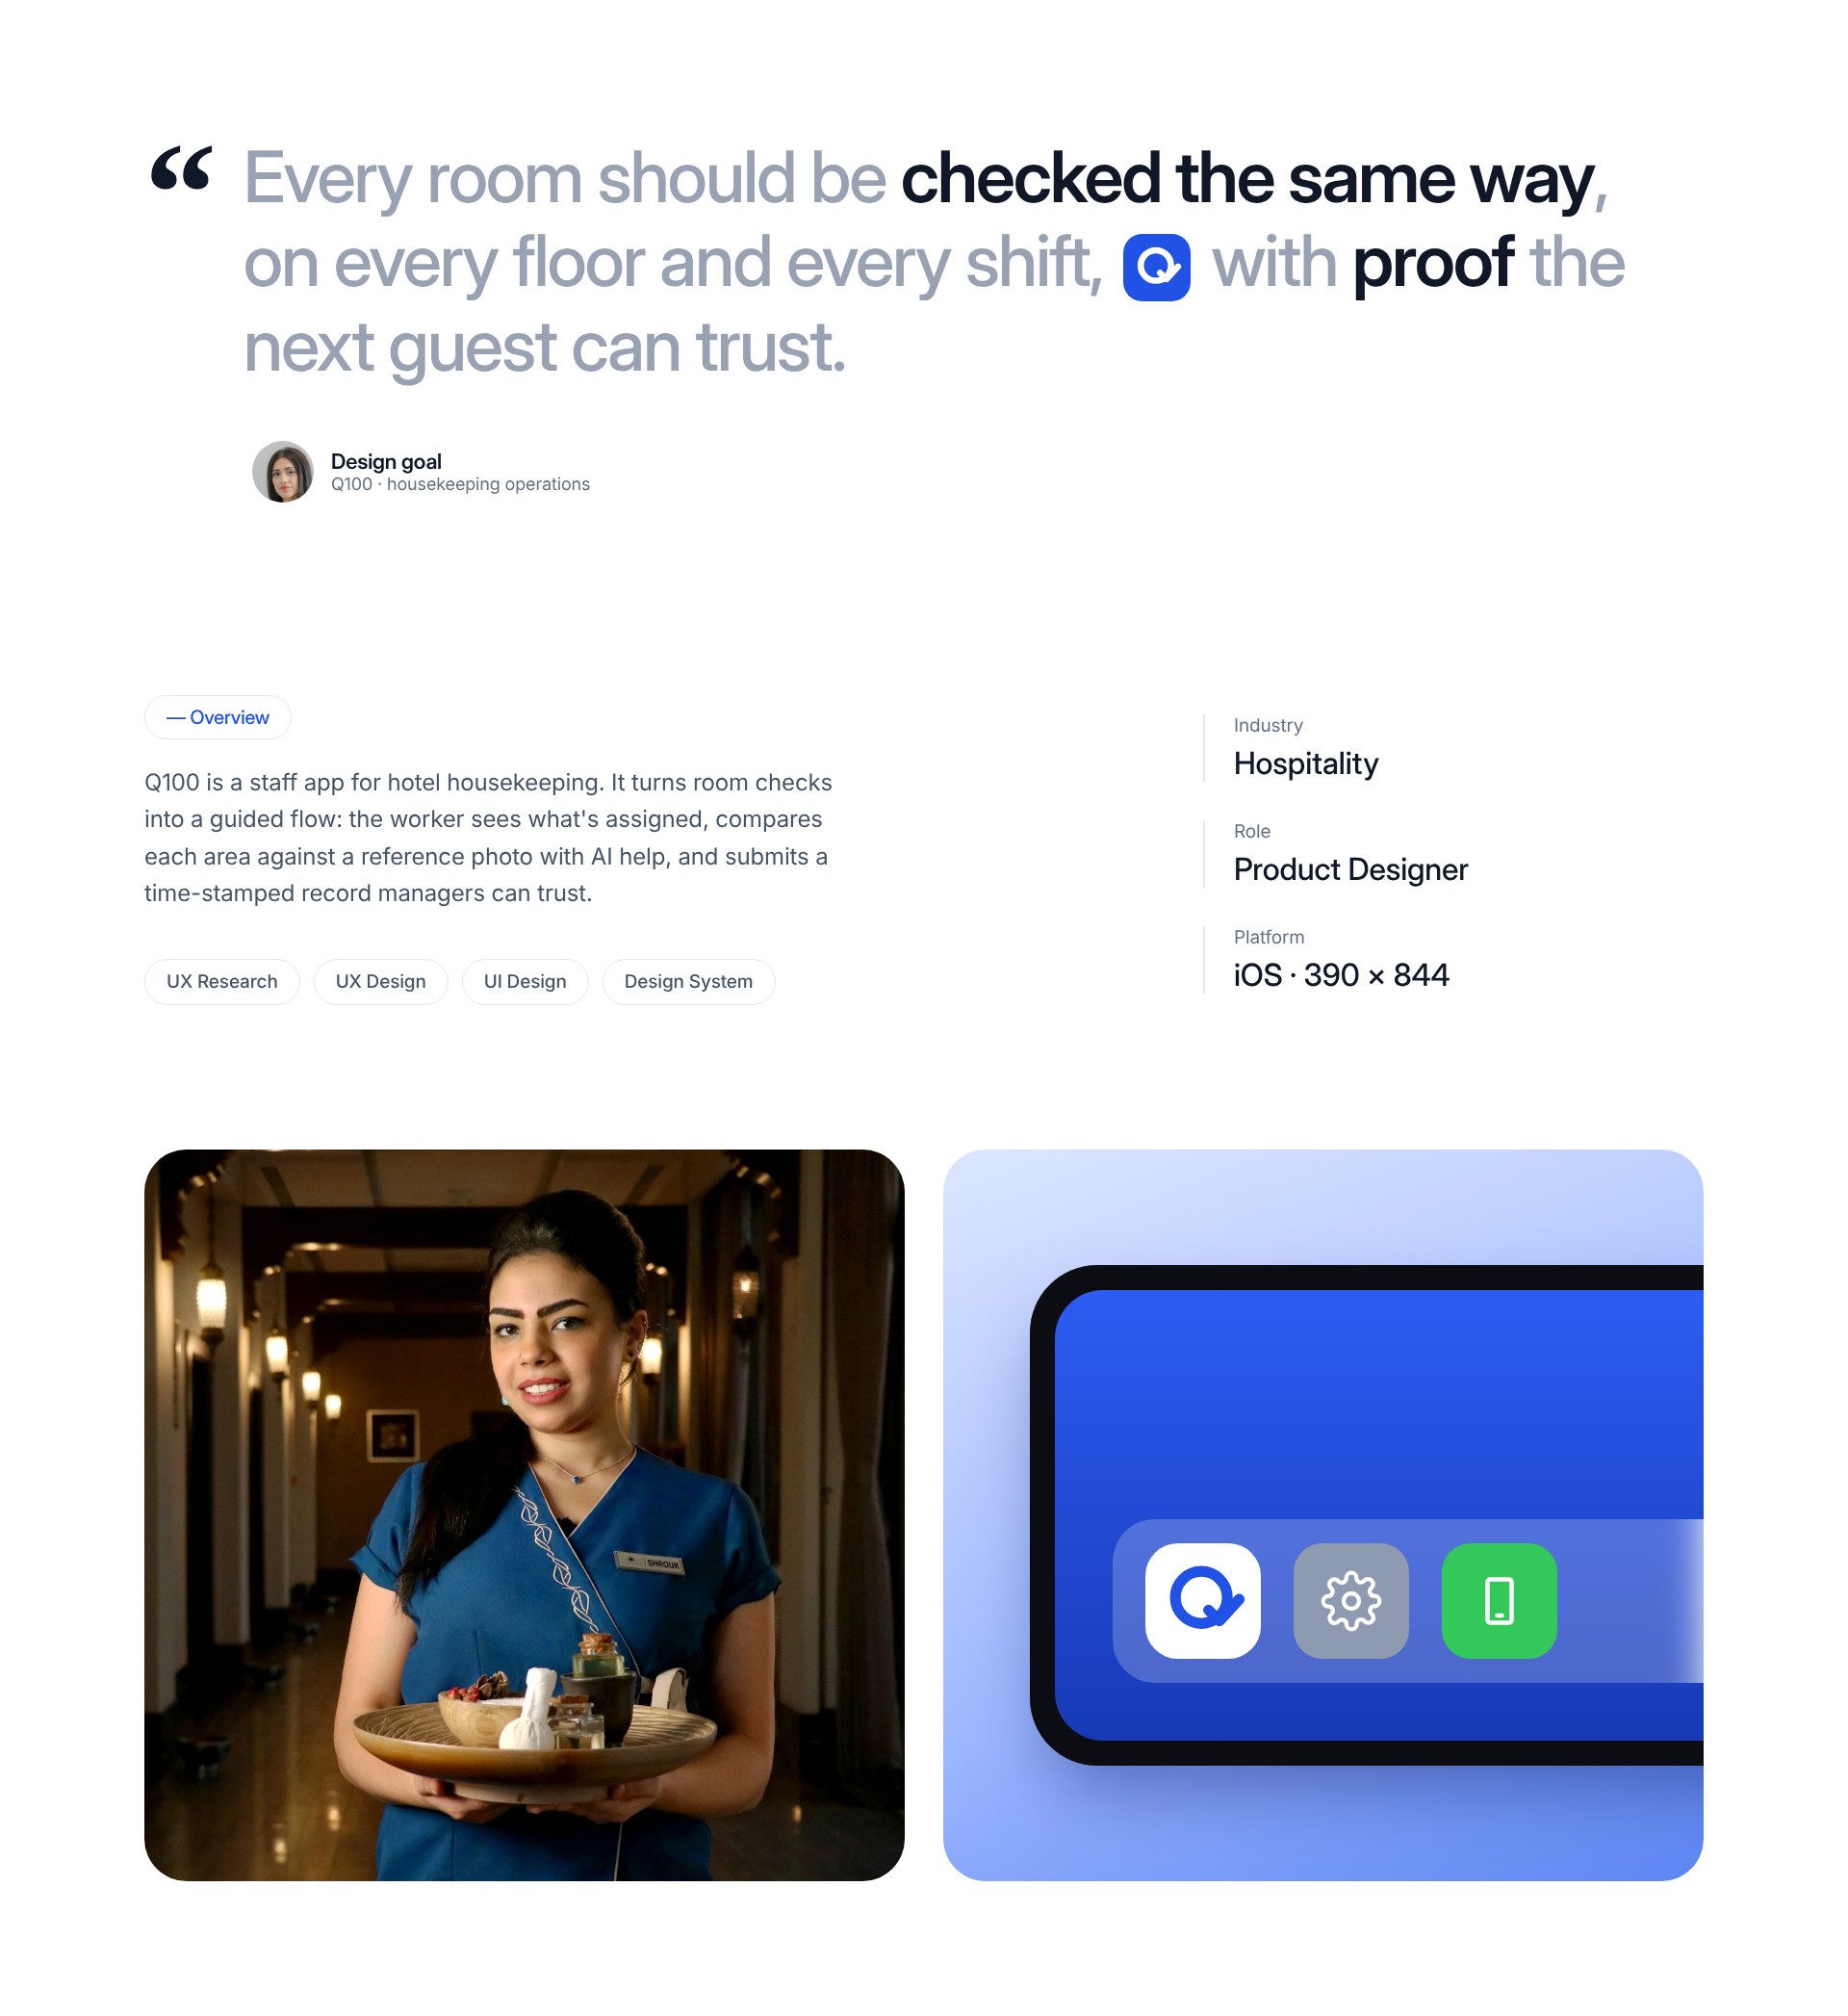 “ Every room should be checked the same way,
on every floor and every shift, with proof the
next guest can trust.
Design goal
Q100 · housekeeping operations
— Overview
Q100 is a staff app for hotel housekeeping. It turns room checks
into a guided flow: the worker sees what's assigned, compares
each area against a reference photo with AI help, and submits a
time-stamped record managers can trust.
UX Research
UX Design
UI Design
Design System
Industry
Hospitality
Role
Product Designer
Platform
iOS · 390 × 844
SHROUK